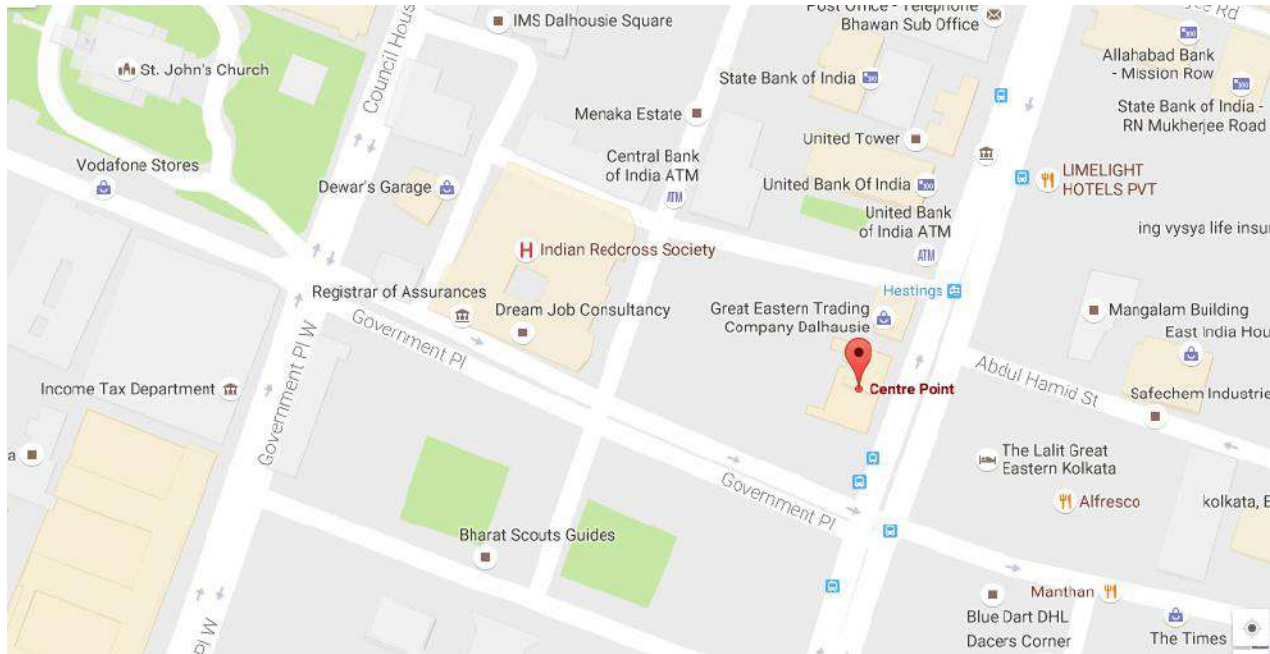 IMS Dalhousie Square
Post Office - Telephone
Bhawan Sub Office
Rd
St. John's Church
Council Hous
State Bank of India
Allahabad Bank
- Mission Row
Menaka Estate
State Bank of India -
RN Mukherjee Road
United Tower
Vodafone Stores
Central Bank
of India ATM
ATM
Dewar's Garage
United Bank Of India
LIMELIGHT
HOTELS PVT
United Bank
of India ATM
ATM
ing vysya life insu
H Indian Redcross Society
Hestings
Registrar of Assurances
Dream Job Consultancy
Great Eastern Trading
Company Dalhausie
Mangalam Building
East India Hou
Government Pl
Government Pl W
Income Tax Department
Centre Point
Abdul Hamid St
Safechem Industrie
a
The Lalit Great
Eastern Kolkata
Government Pl
Alfresco
kolkata, E
Bharat Scouts Guides
Manthan
Blue Dart DHL
Dacers Corner
The Times
Pl W